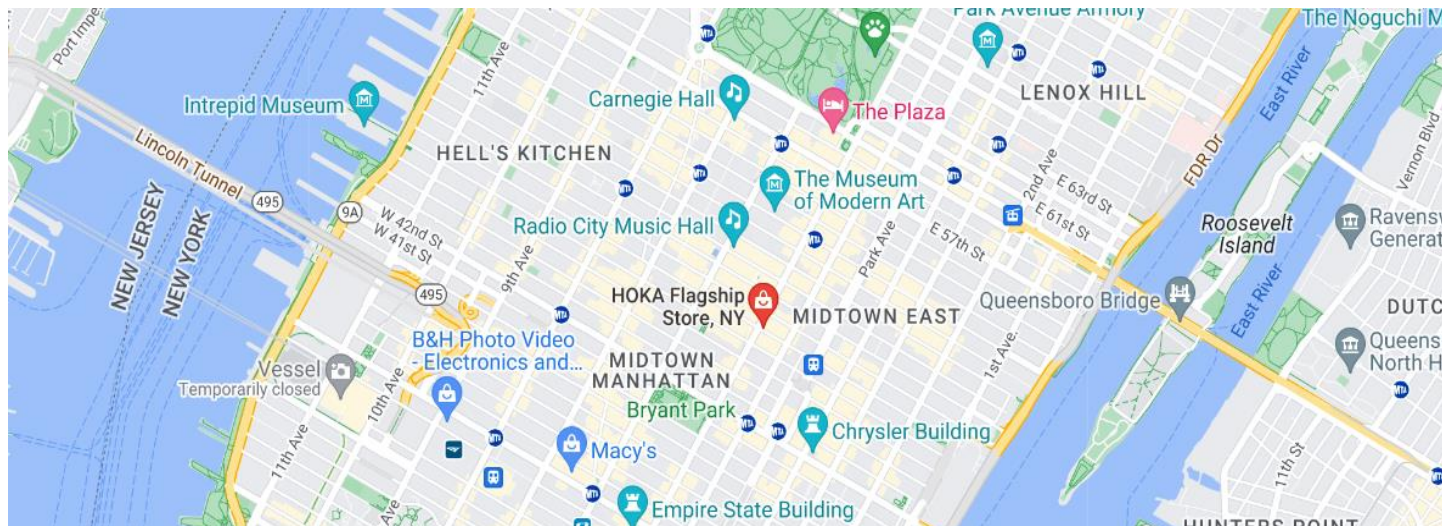 Park Avenue Armory
The Noguchi M
Port Impe
11th Ave
Intrepid Museum
Carnegie Hall
The Plaza
LENOX HILL
East River
Vernon Blvd
Lincoln Tunnel
HELL'S KITCHEN
FDR Dr
495
9A
W 42nd St
W 41st St
The Museum
of Modern Art
2nd Ave
E 63rd St
E 61st St
E 57th St
Radio City Music Hall
Roosevelt
Island
Ravensw
Generat
NEW JERSEY
NEW YORK
9th Ave
Park Ave
495
HOKA Flagship
Store, NY
MIDTOWN EAST
Queensboro Bridge
East River
DUTC
B&H Photo Video
- Electronics and...
Queens
North H
Vessel
Temporarily closed
MIDTOWN
MANHATTAN
1st Ave.
10th Ave
Bryant Park
Chrysler Building
11th Ave
Macy's
11th St
Empire State Building
HUNTERS POINT
MTA